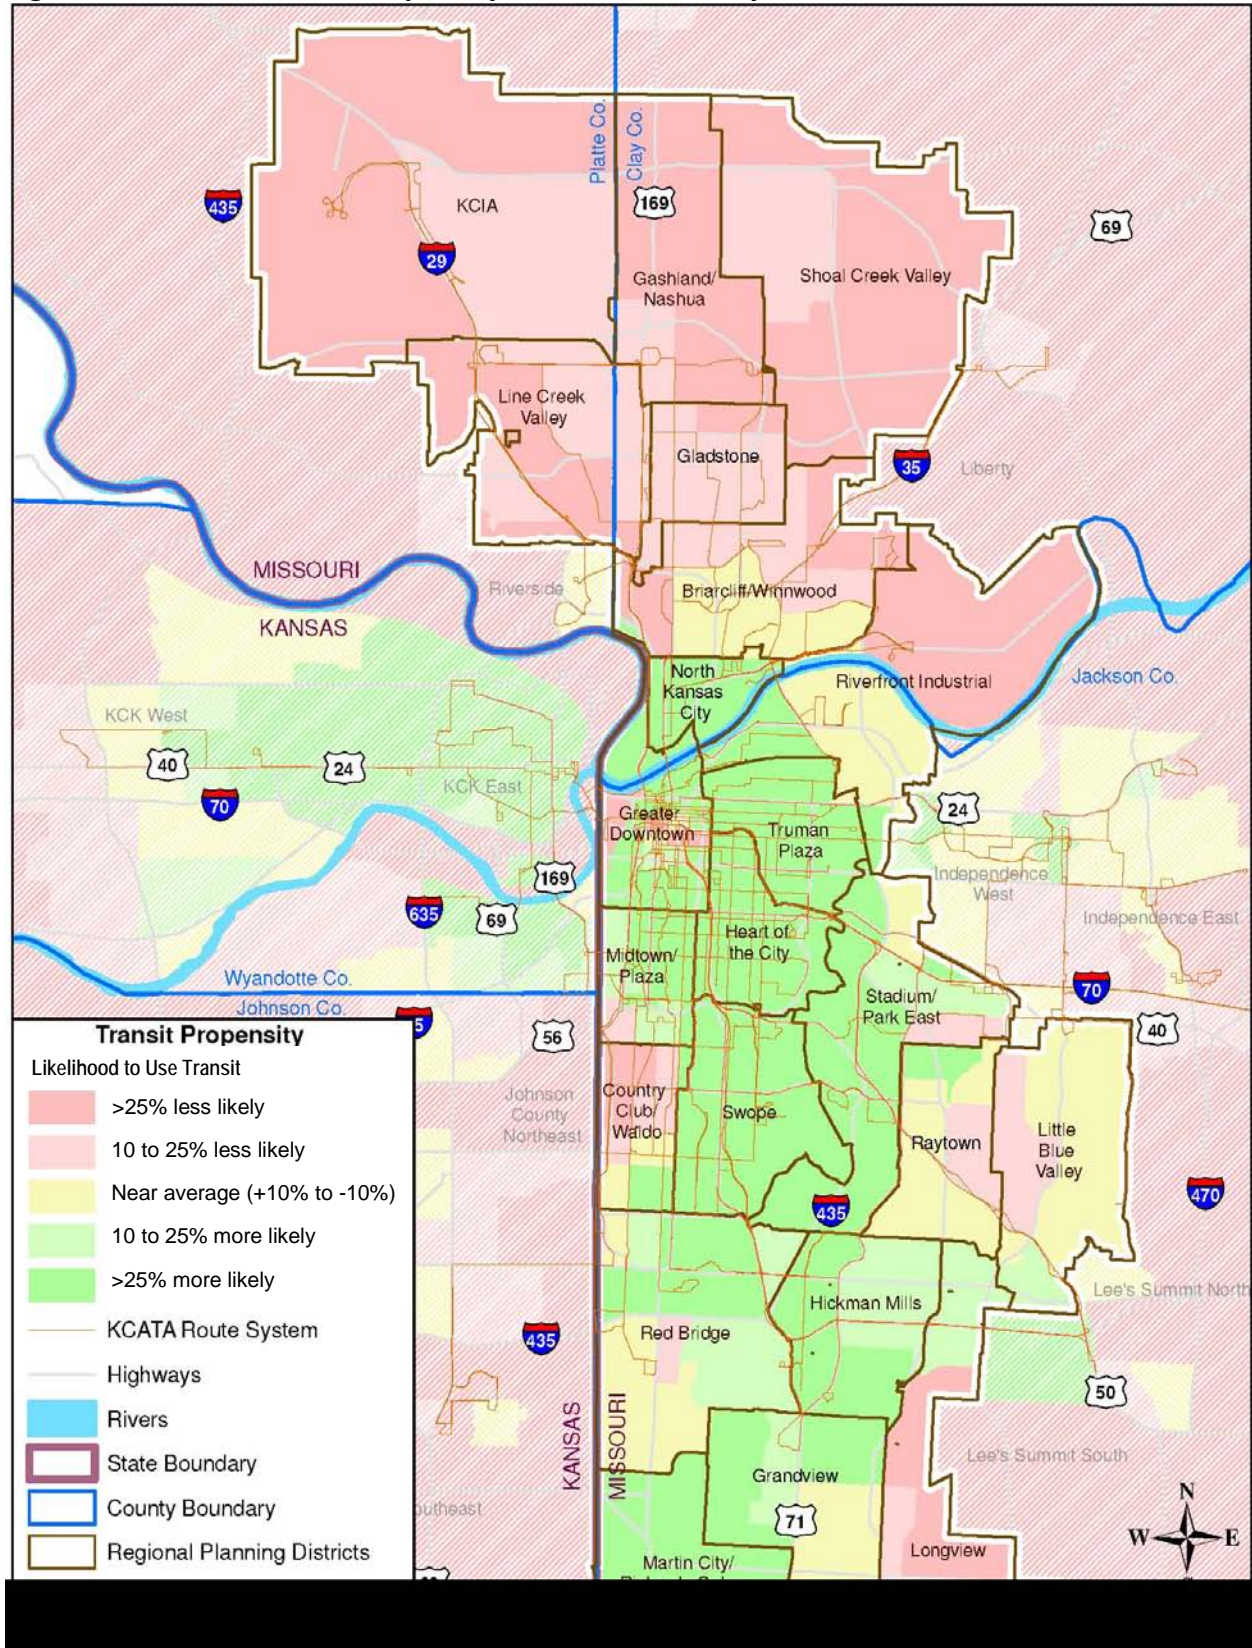 Platte Co.
Clay Co.
435
KCIA
169
69
29
Gashland/
Nashua
Shoal Creek Valley
Line Creek
Valley
Gladstone
35
Liberty
MISSOURI
KANSAS
Riverside
Briarcliff/Winnwood
North
Kansas
City
Riverfront Industrial
Jackson Co.
KCK West
40
24
70
KCK East
Greater
Downtown
Truman
Plaza
24
Independence
West
Independence East
169
635
69
Heart of
the City
Midtown/
Plaza
Wyandotte Co.
Johnson Co.
Stadium/
Park East
70
40
56
Johnson
County
Northeast
Country
Club/
Waldo
Swope
Raytown
Little
Blue
Valley
435
470
Lee's Summit North
Hickman Mills
Red Bridge
435
50
KANSAS
MISSOURI
Lee's Summit South
Grandview
71
Longview
Martin City/
N
W E
Transit Propensity
Likelihood to Use Transit
>25% less likely
10 to 25% less likely
Near average (+10% to -10%)
10 to 25% more likely
>25% more likely
KCATA Route System
Highways
Rivers
State Boundary
County Boundary
Regional Planning Districts